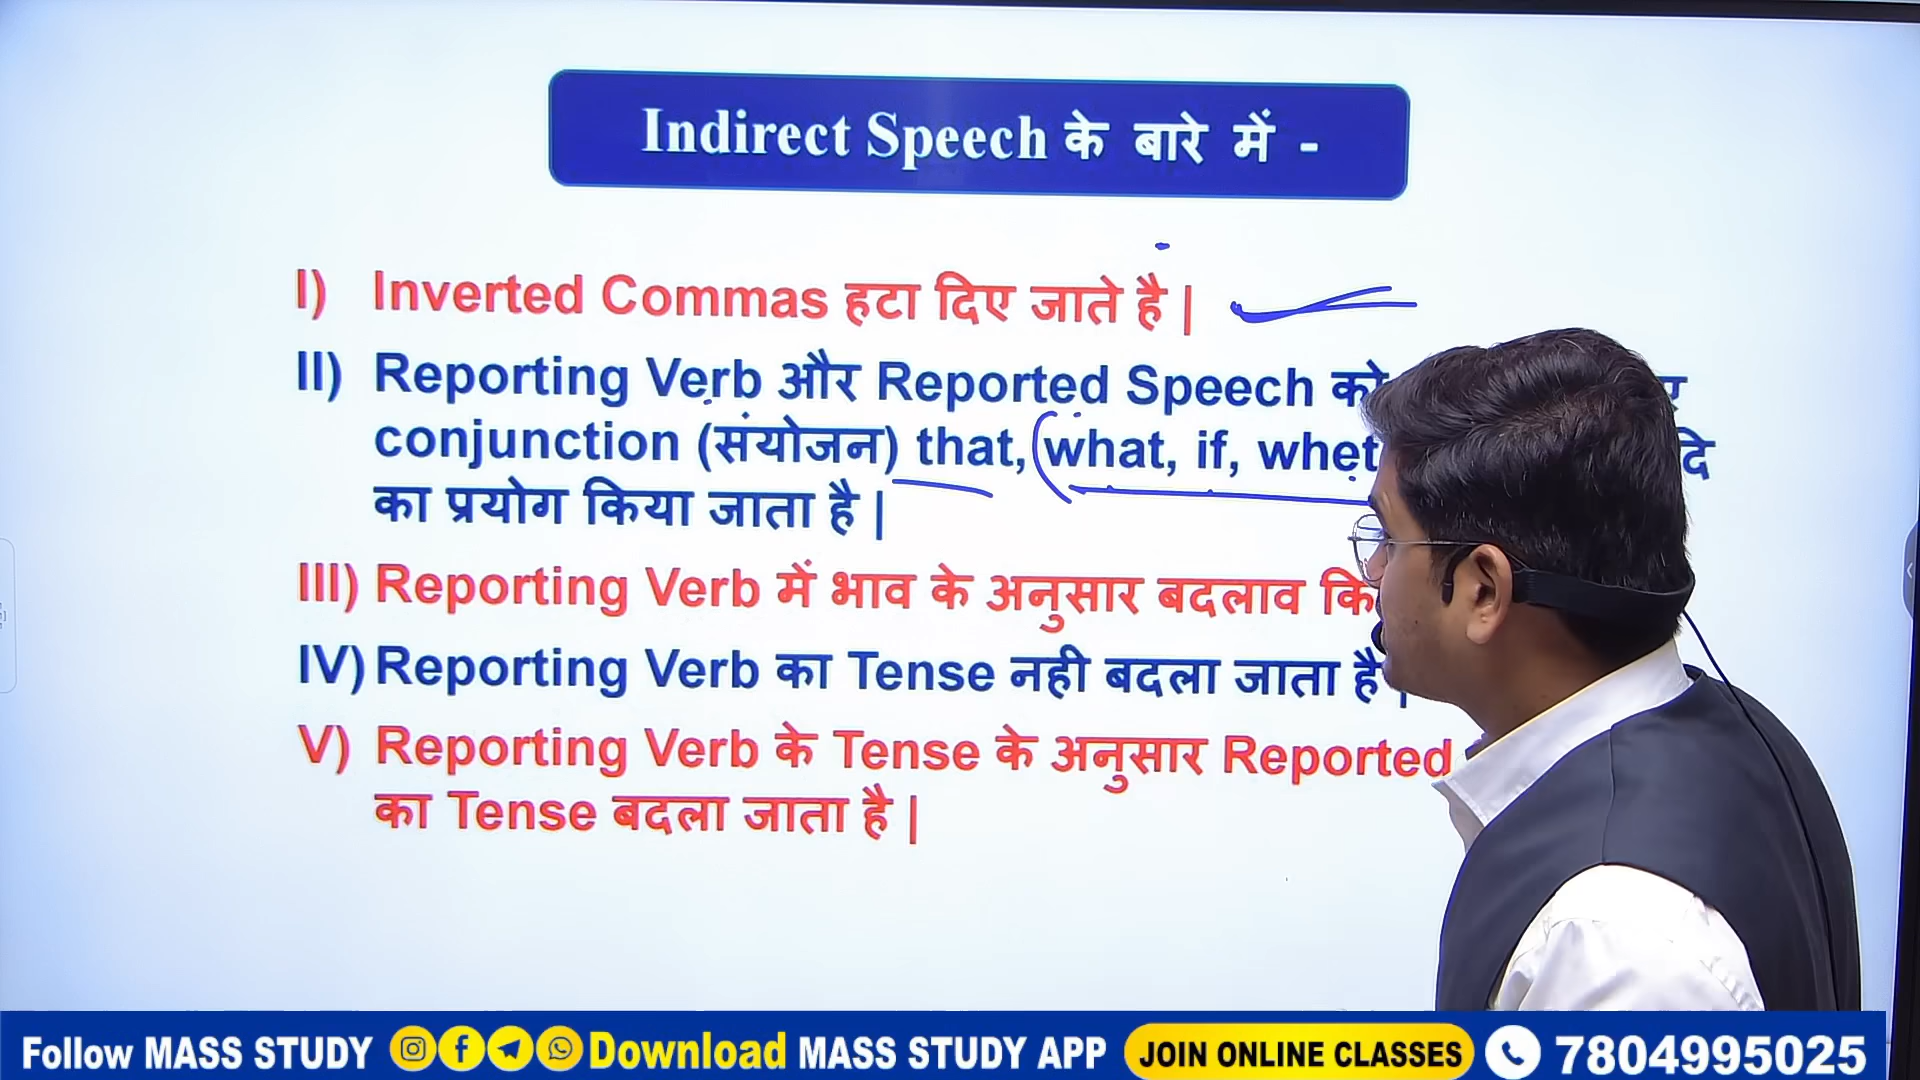 Indirect Speech के बारे में -
I) Inverted Commas हटा दिए जाते है |
II) Reporting Verb और Reported Speech को
conjunction (संयोजन) that, what, if,
का प्रयोग किया जाता है |
III) Reporting Verb में भाव के अनुसार बदलाव
IV) Reporting Verb का Tense नही बदला जाता है |
V) Reporting Verb के Tense के अनुसार Reported
का Tense बदला जाता है |
Follow MASS STUDY Download MASS STUDY APP JOIN ONLINE CLASSES 7804995025